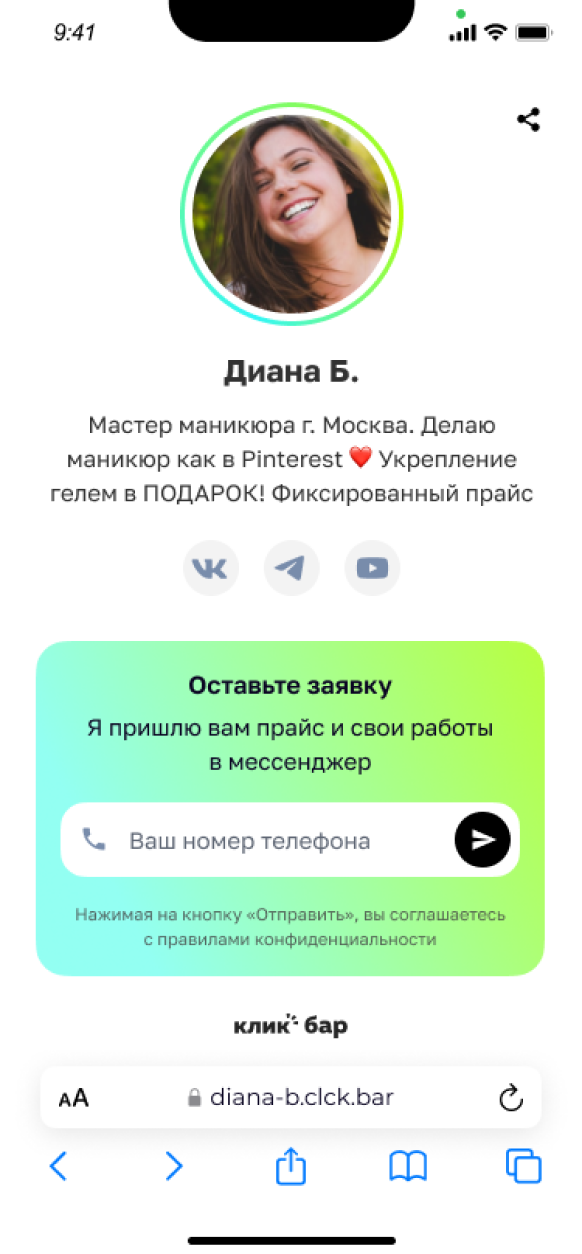 9:41
Диана Б.
Мастер маникюра г. Москва. Делаю
маникюр как в Pinterest ❤️ Укрепление
гелем в ПОДАРОК! Фиксированный прайс
Оставьте заявку
Я пришлю вам прайс и свои работы
в мессенджер
Ваш номер телефона
Нажимая на кнопку «Отправить», вы соглашаетесь
с правилами конфиденциальности
клик бар
AA diana-b.clck.bar